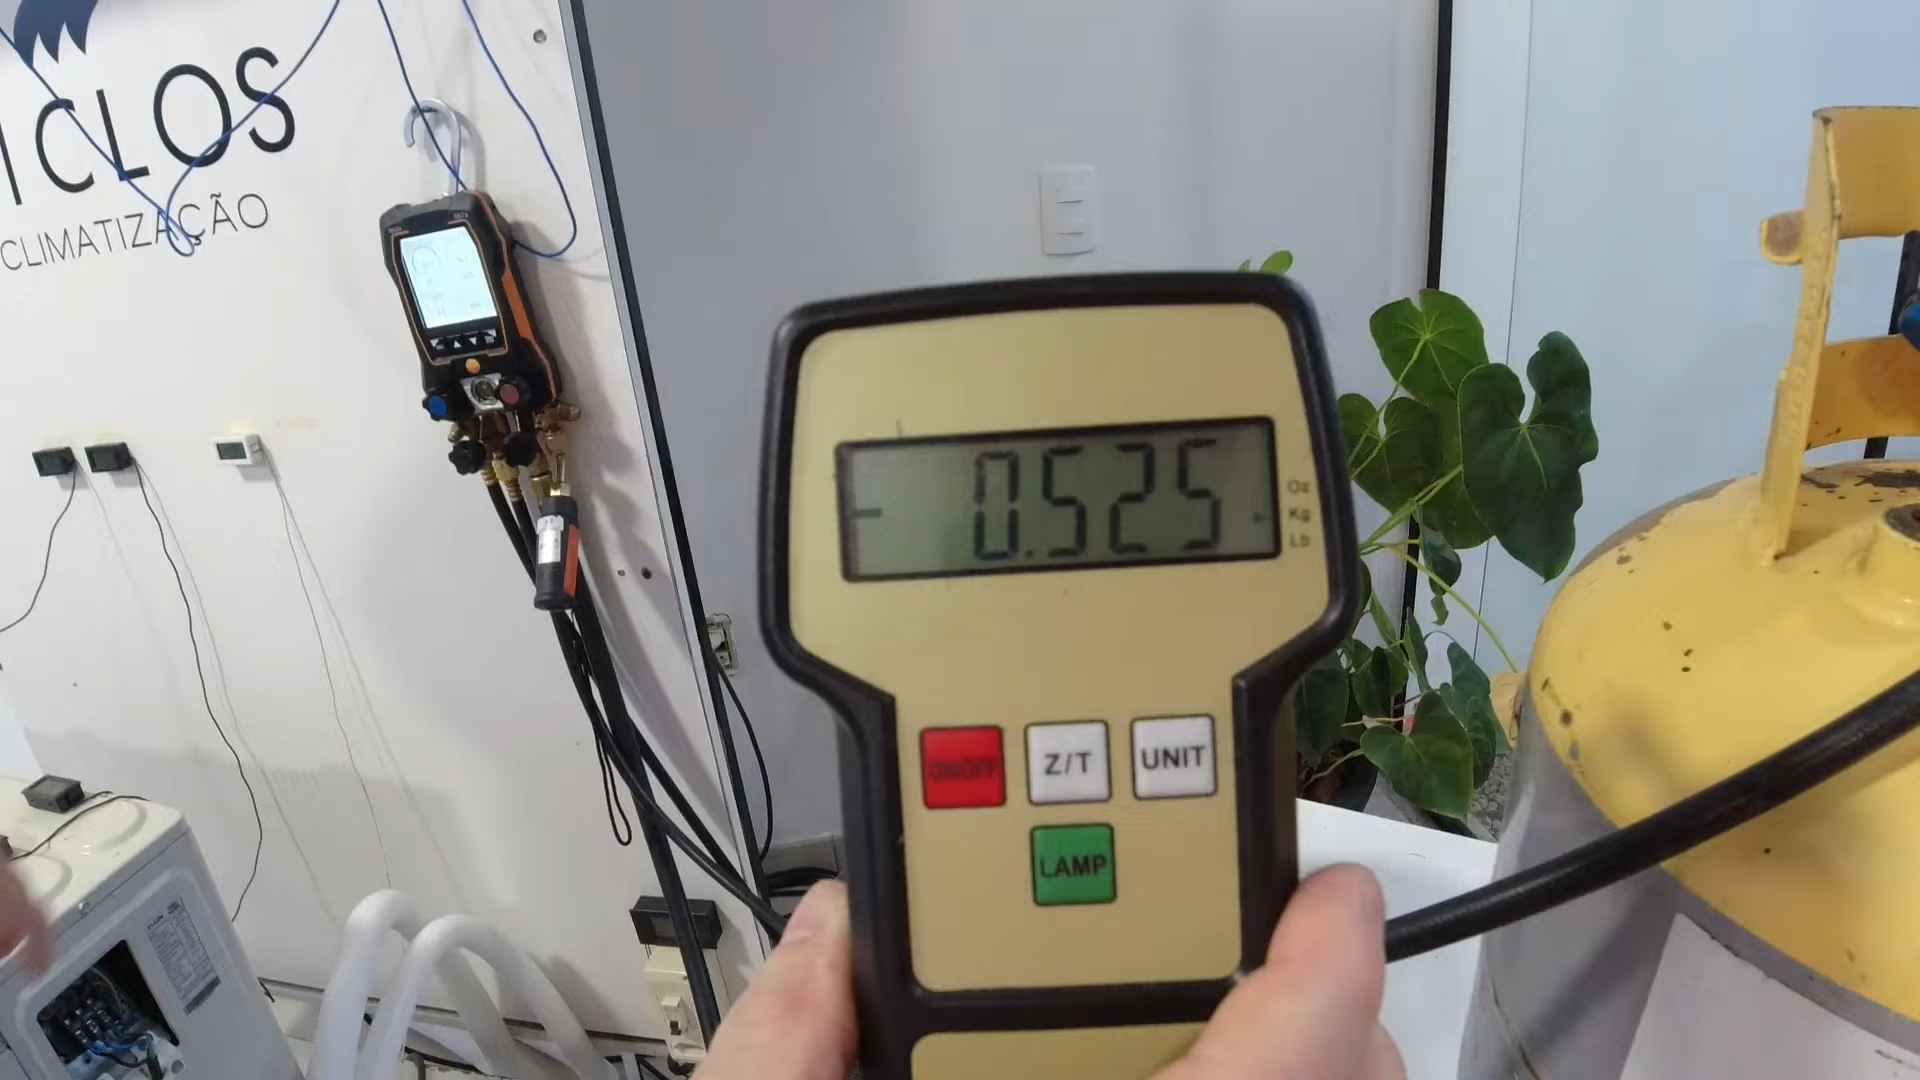 ICLOS
CLIMATIZAÇÃO
- 0.525
Oz
Kg
Lb
ON/OFF
Z/T
UNIT
LAMP